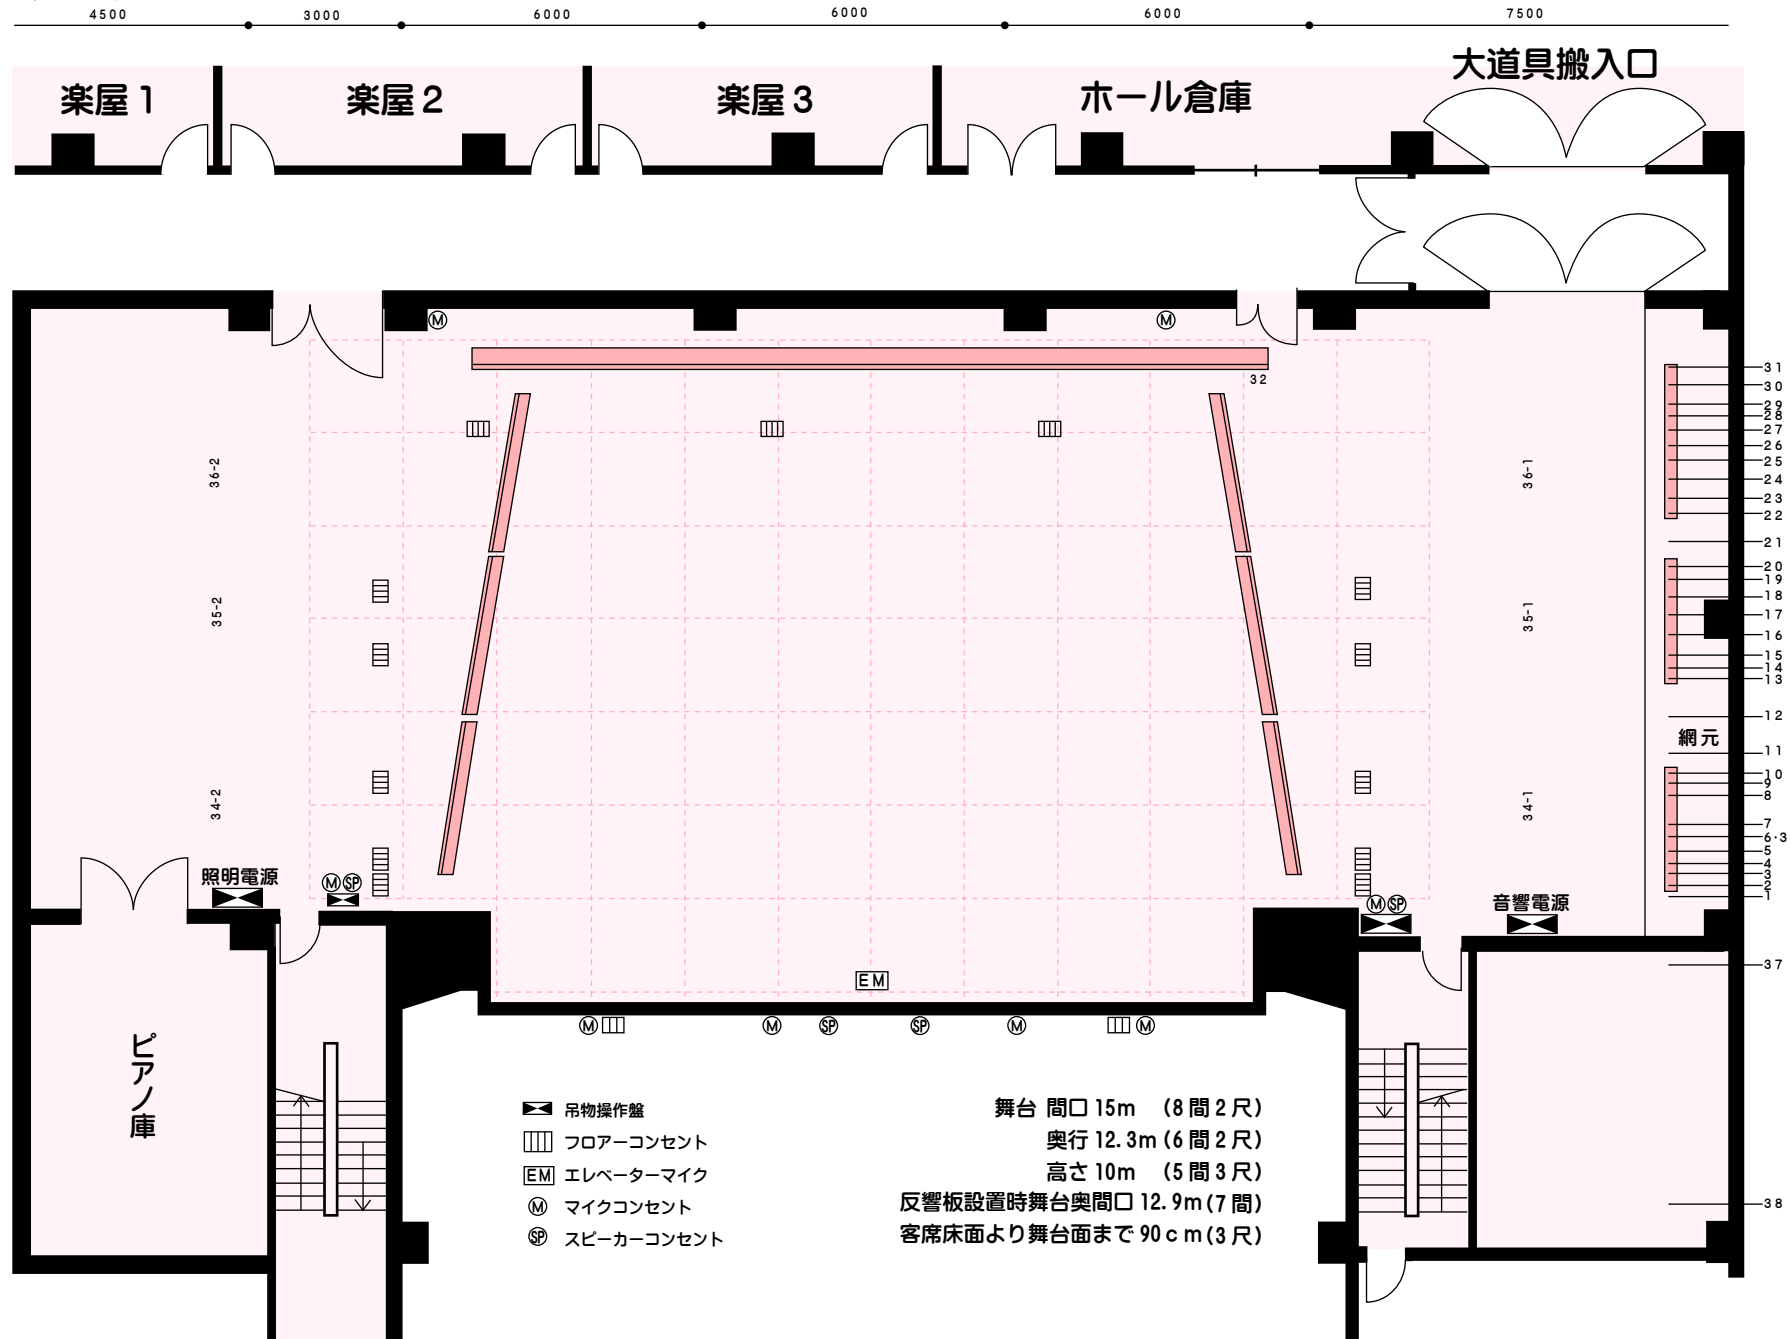 4500 3000 6000 6000 6000 7500
大道具搬入口
楽屋1 楽屋2 楽屋3 ホール倉庫
M M
32
31
30
29
28
27
26
25
24
23
22
21
20
19
18
17
16
15
14
13
12
11
10
9
8
7
6・3
5
4
3
2
1
37
38
網元
36-2 36-1
35-2 35-1
34-2 34-1
照明電源 M SP
M SP 音響電源
EM
M M SP SP M M
ピアノ庫
吊物操作盤
フロアーコンセント
EM エレベーターマイク
M マイクコンセント
SP スピーカーコンセント
舞台 間口 15m (8間2尺)
奥行 12.3m (6間2尺)
高さ 10m (5間3尺)
反響板設置時舞台奥間口 12.9m (7間)
客席床面より舞台面まで 90cm (3尺)